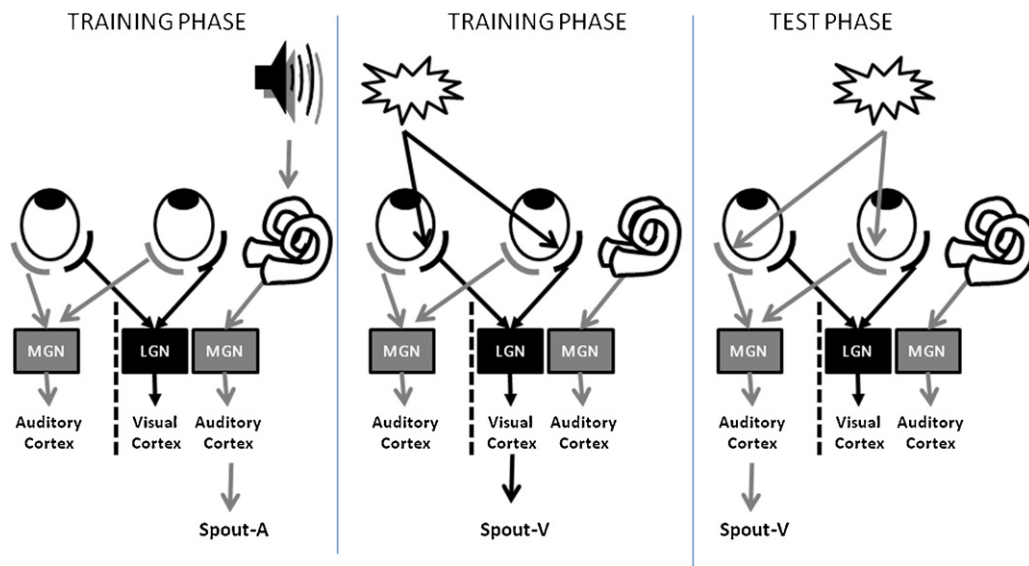 TRAINING PHASE
MGN
LGN
MGN
Auditory
Cortex
Visual
Cortex
Auditory
Cortex
Spout-A
TRAINING PHASE
MGN
LGN
MGN
Auditory
Cortex
Visual
Cortex
Auditory
Cortex
Spout-V
TEST PHASE
MGN
LGN
MGN
Auditory
Cortex
Visual
Cortex
Auditory
Cortex
Spout-V